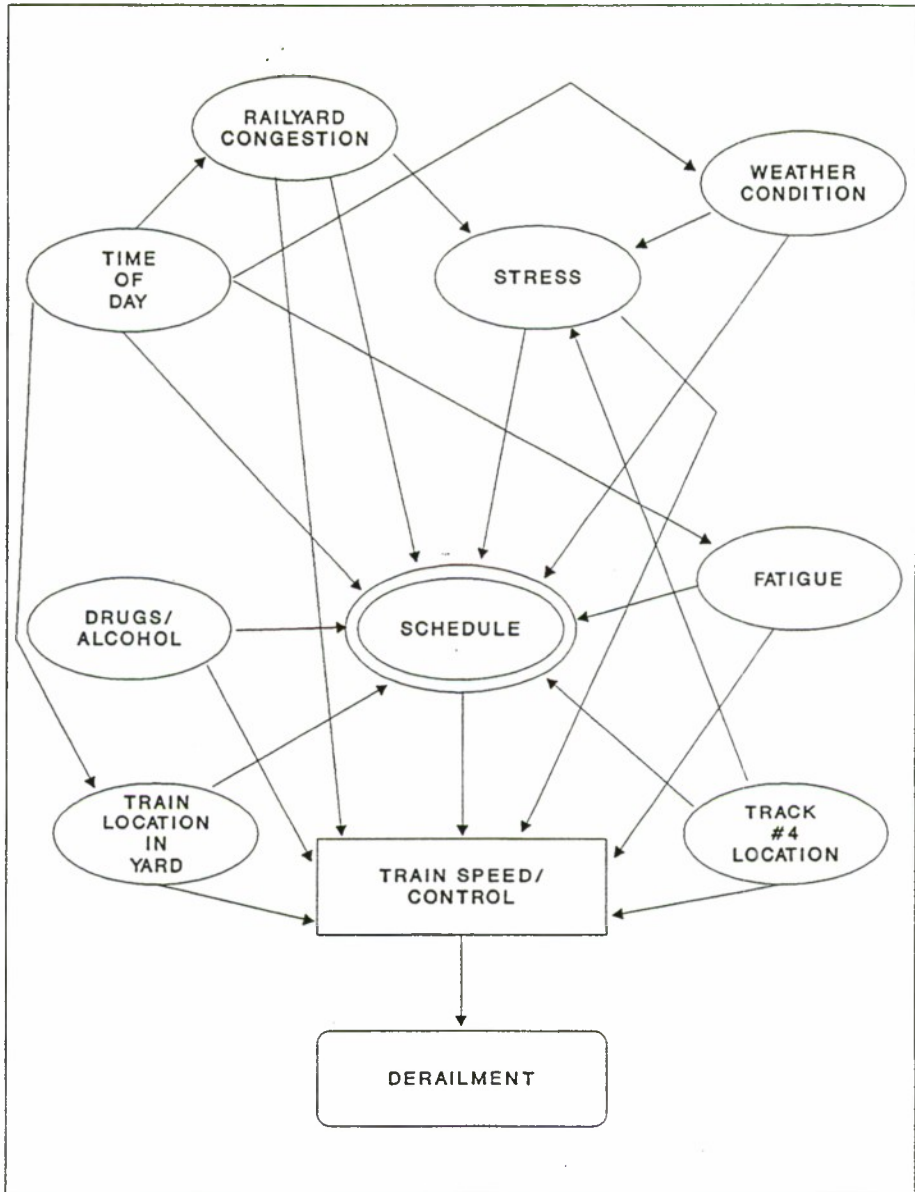 RAILYARD
CONGESTION
WEATHER
CONDITION
TIME
OF
DAY
STRESS
FATIGUE
DRUGS/
ALCOHOL
SCHEDULE
TRAIN
LOCATION
IN
YARD
TRAIN SPEED/
CONTROL
TRACK
#4
LOCATION
DERAILMENT